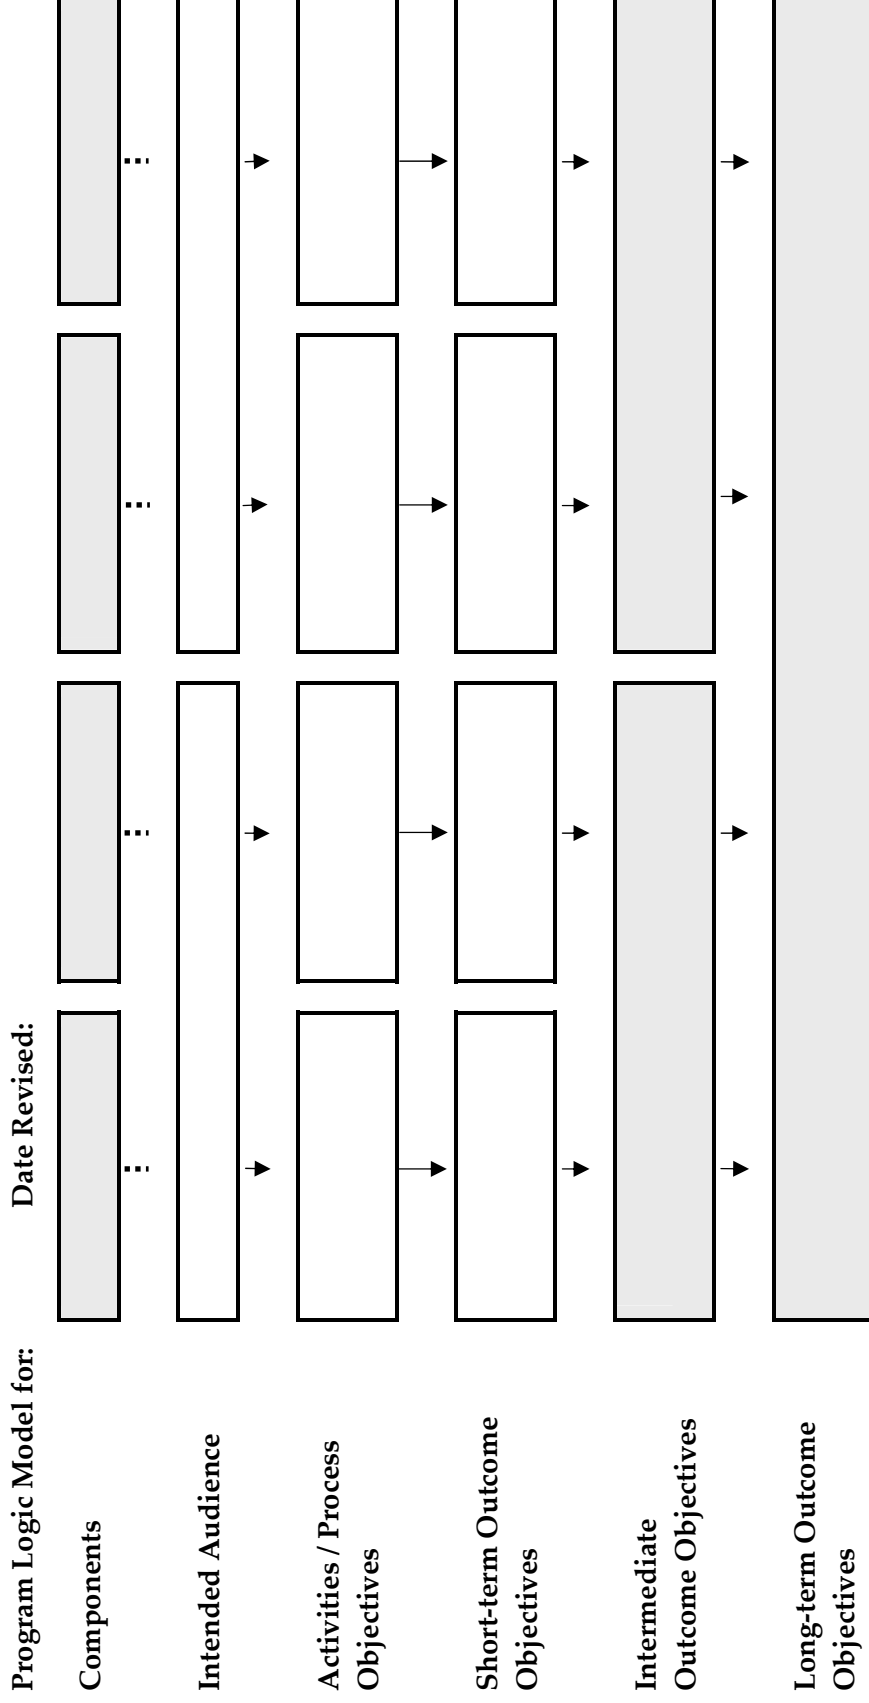 Program Logic Model for: Date Revised:
Components
Intended Audience
Activities / Process
Objectives
Short-term Outcome
Objectives
Intermediate
Outcome Objectives
Long-term Outcome
Objectives